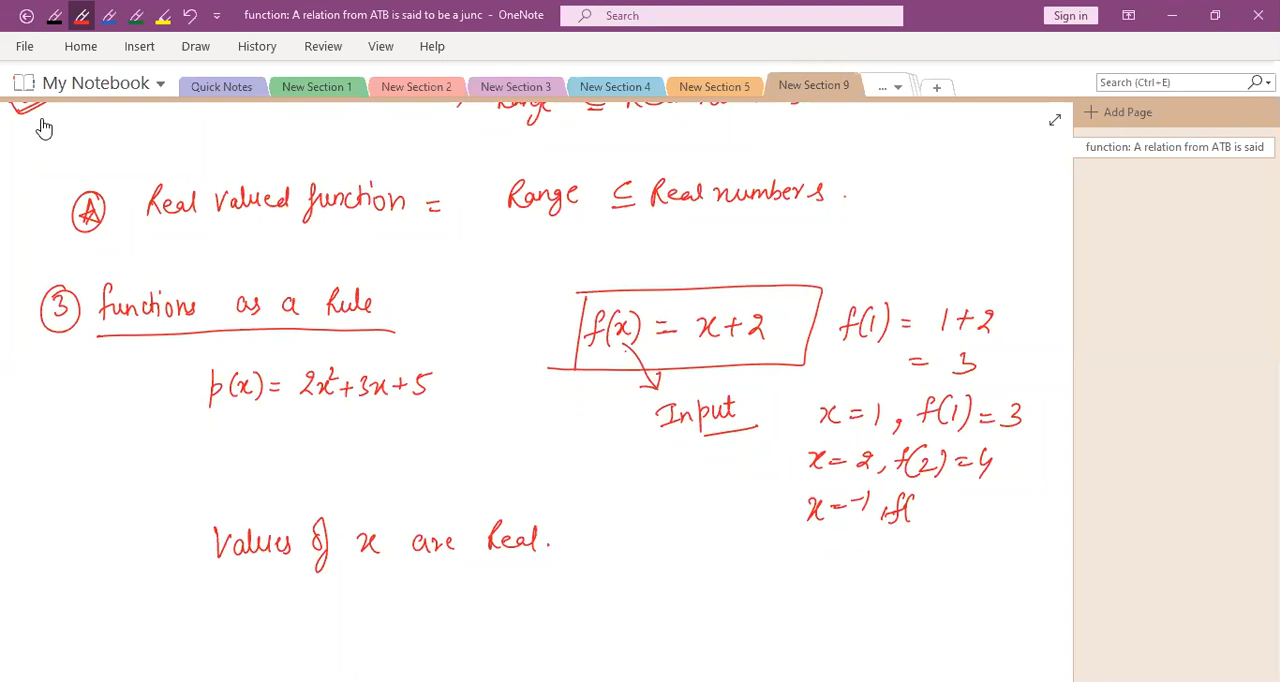 function: A relation from ATB is said to be a junc - OneNote
Search
Sign in
File Home Insert Draw History Review View Help
My Notebook
Quick Notes
New Section 1
New Section 2
New Section 3
New Section 4
New Section 5
New Section 9
...
Search (Ctrl+E)
Add Page
function: A relation from ATB is said
, Range ⊆
Real valued function = Range ⊆ Real numbers.
③ functions as a Rule
f(x) = x+2
f(1) = 1+2
= 3
p(x) = 2x²+3x+5
Input
x=1, f(1)=3
x=2, f(2)=4
x=-1, f(
Values of x are Real.